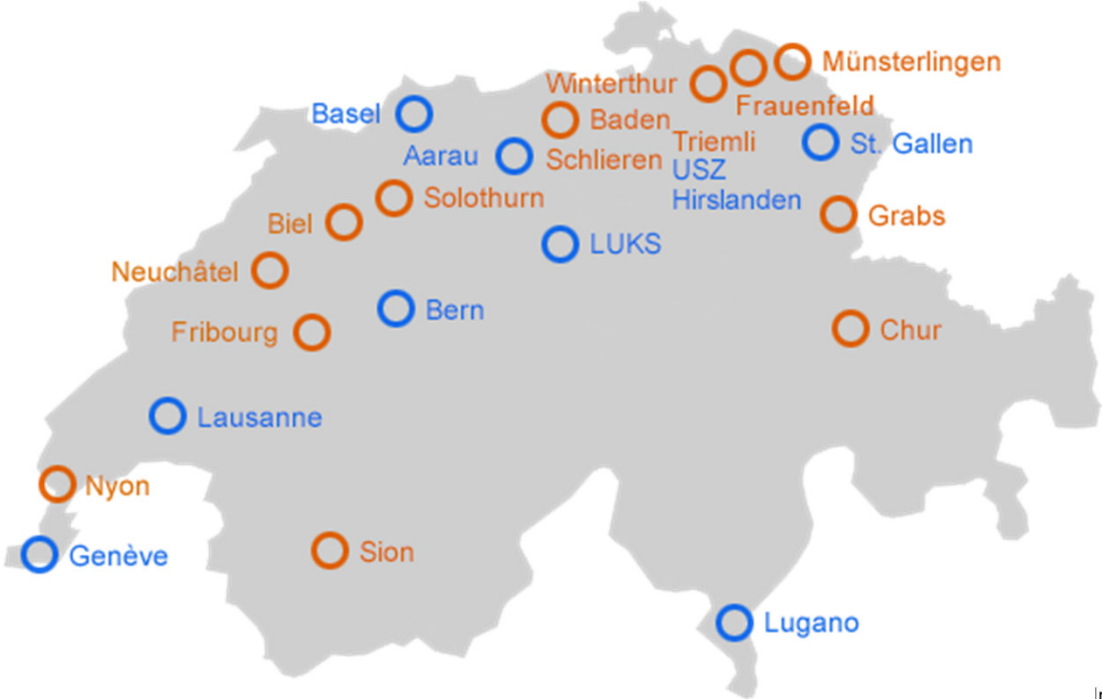 Münsterlingen
Winterthur
Frauenfeld
Basel
Baden
Triemli
Aarau
Schlieren
St. Gallen
USZ
Hirslanden
Solothurn
Biel
Grabs
LUKS
Neuchâtel
Bern
Fribourg
Chur
Lausanne
Nyon
Genève
Sion
Lugano